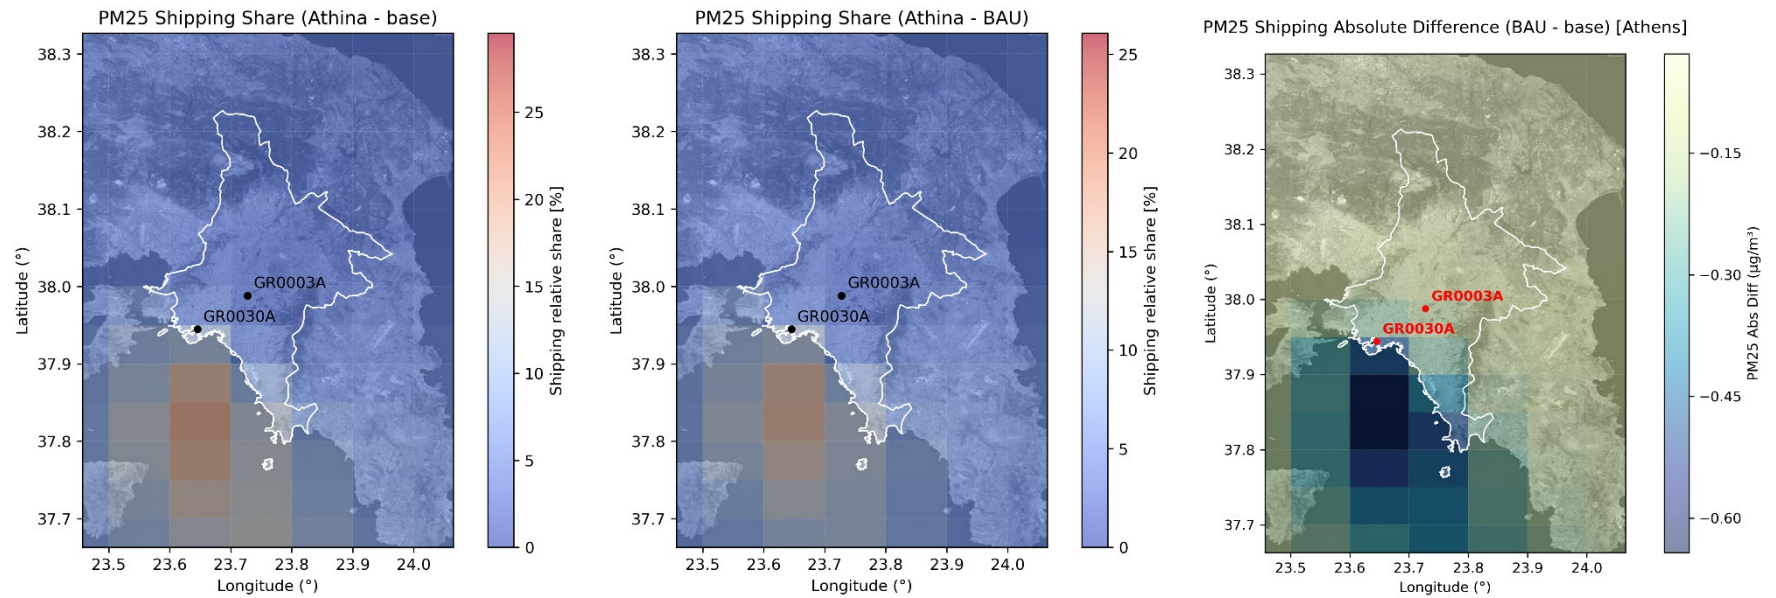 PM25 Shipping Share (Athina - base)
38.3
38.2
38.1
38.0
37.9
37.8
37.7
Latitude (°)
GR0003A
GR0030A
23.5 23.6 23.7 23.8 23.9 24.0
Longitude (°)
25
20
15
10
5
0
Shipping relative share [%]
PM25 Shipping Share (Athina - BAU)
38.3
38.2
38.1
38.0
37.9
37.8
37.7
Latitude (°)
GR0003A
GR0030A
23.5 23.6 23.7 23.8 23.9 24.0
Longitude (°)
25
20
15
10
5
0
Shipping relative share [%]
PM25 Shipping Absolute Difference (BAU - base) [Athens]
38.3
38.2
38.1
38.0
37.9
37.8
37.7
Latitude (°)
GR0003A
GR0030A
23.5 23.6 23.7 23.8 23.9 24.0
Longitude (°)
−0.15
−0.30
−0.45
−0.60
PM25 Abs Diff (μg/m³)